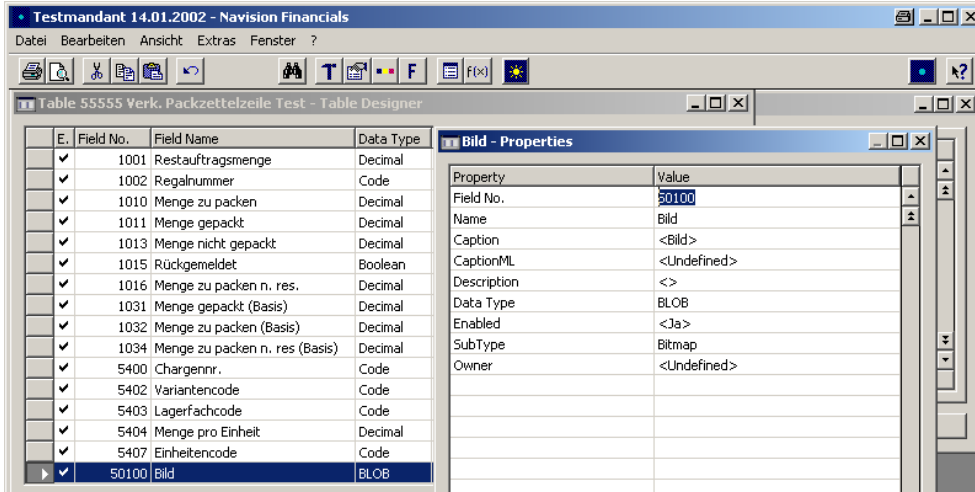 Testmandant 14.01.2002 - Navision Financials
Datei Bearbeiten Ansicht Extras Fenster ?
T F f(x) ?
Table 55555 Verk. Packzettelzeile Test - Table Designer
E. Field No. Field Name Data Type
1001 Restauftragsmenge Decimal
1002 Regalnummer Code
1010 Menge zu packen Decimal
1011 Menge gepackt Decimal
1013 Menge nicht gepackt Decimal
1015 Rückgemeldet Boolean
1016 Menge zu packen n. res. Decimal
1031 Menge gepackt (Basis) Decimal
1032 Menge zu packen (Basis) Decimal
1034 Menge zu packen n. res (Basis) Decimal
5400 Chargennr. Code
5402 Variantencode Code
5403 Lagerfachcode Code
5404 Menge pro Einheit Decimal
5407 Einheitencode Code
50100 Bild BLOB
Bild - Properties
Property Value
Field No. 50100
Name Bild
Caption <Bild>
CaptionML <Undefined>
Description <>
Data Type BLOB
Enabled <Ja>
SubType Bitmap
Owner <Undefined>